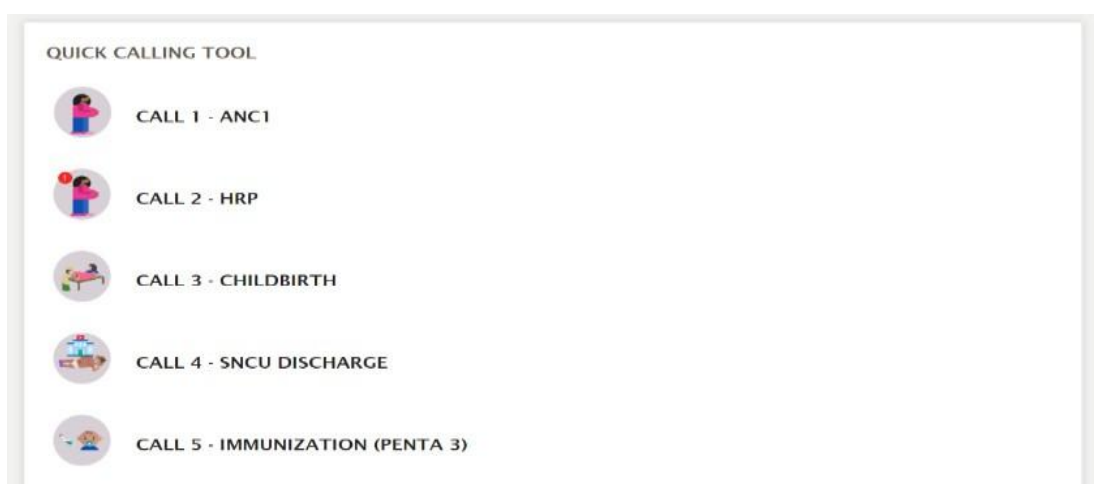 QUICK CALLING TOOL
CALL 1 - ANC1
CALL 2 - HRP
CALL 3 - CHILDBIRTH
CALL 4 - SNCU DISCHARGE
CALL 5 - IMMUNIZATION (PENTA 3)